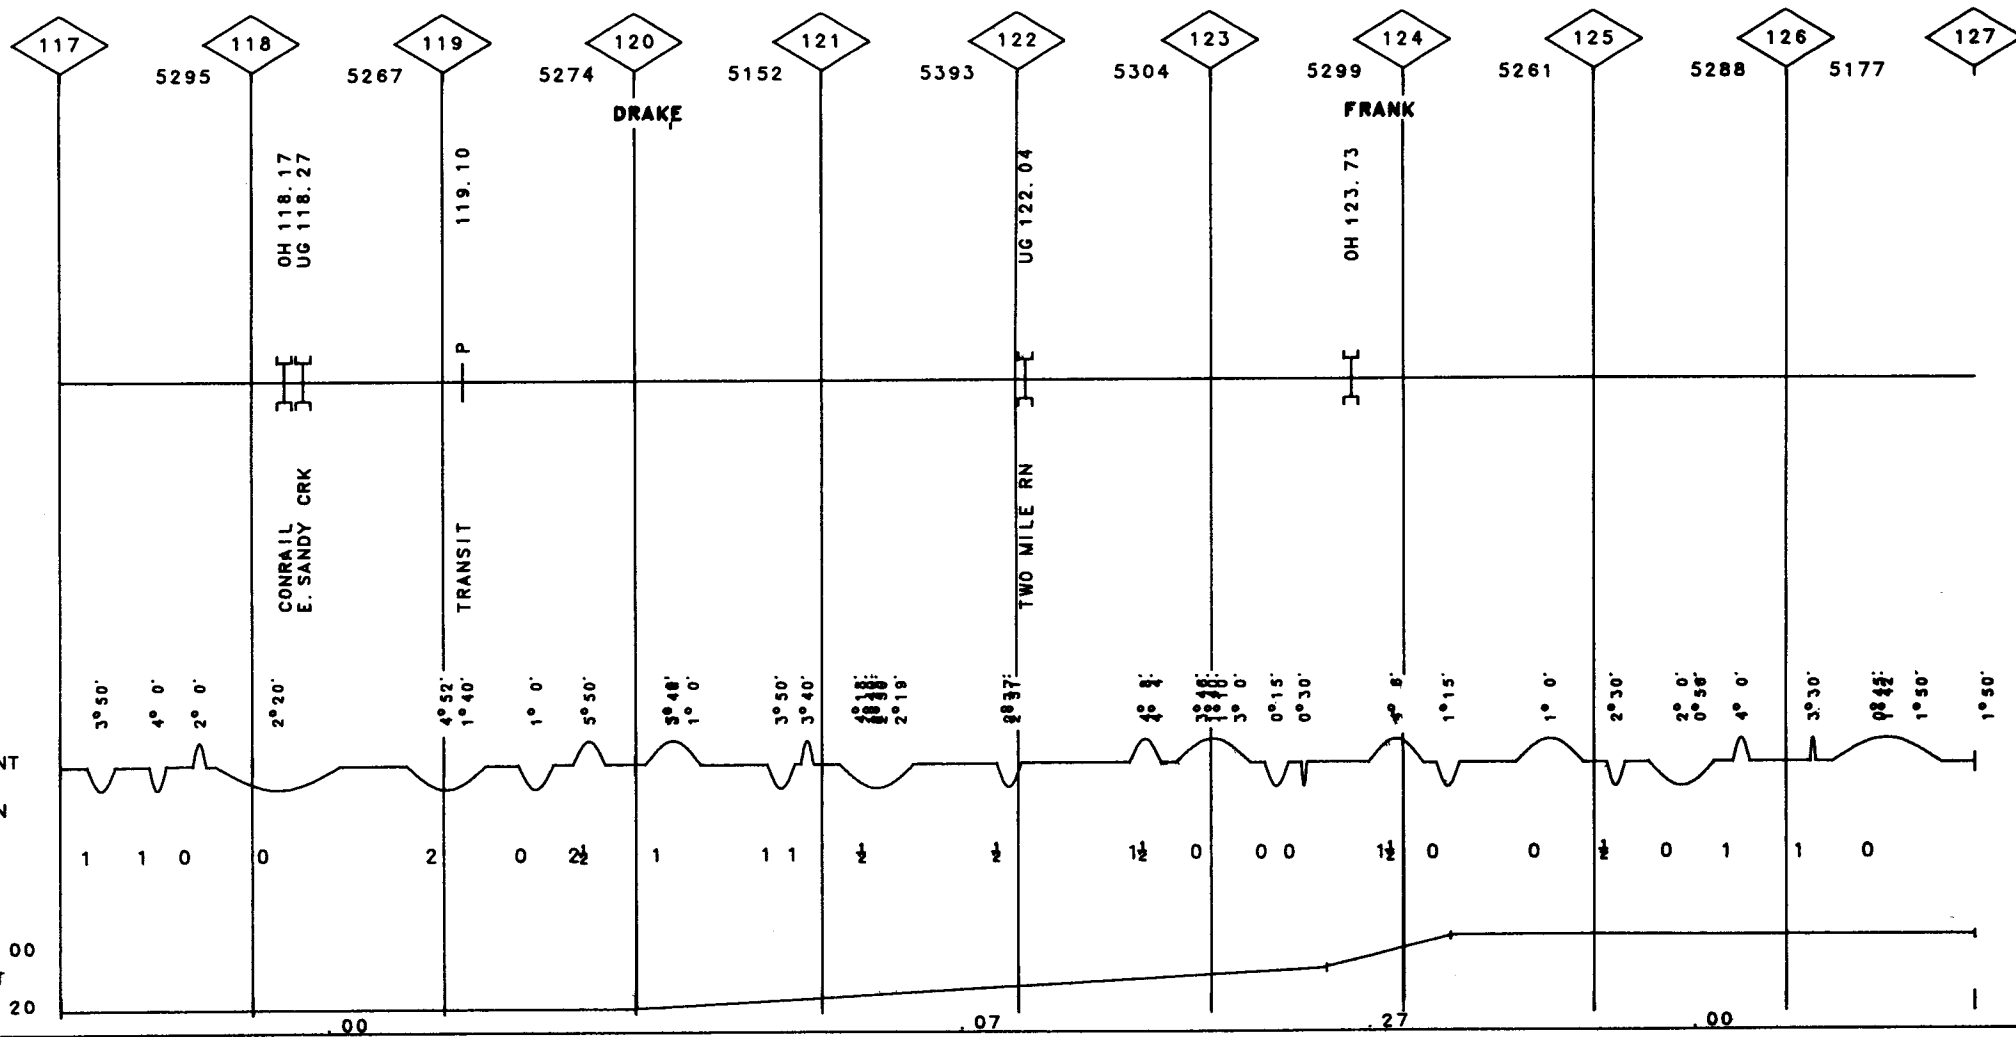 117 118 119 120 121 122 123 124 125 126 127
5295 5267 5274 5152 5393 5304 5299 5261 5288 5177
DRAKE FRANK
OH 118.17
UG 118.27
119.10
UG 122.04
OH 123.73
P
CONRAIL
E. SANDY CRK
TRANSIT
TWO MILE RN
3°50' 4° 0' 2° 0' 2°20' 4°52' 1°40' 1° 0' 5°50' 1° 0' 3°50' 3°40' 2°19' 3° 0' 0°15' 0°30' 1°15' 1° 0' 2°30' 2° 0' 0°50' 4° 0' 3°30' 1°50' 1°50'
NT
N
1 1 0 0 2 0 2½ 1 1 1 ½ ½ 1½ 0 0 0 1½ 0 0 ½ 0 1 1 0
00
T
20
.00 .07 .27 .00